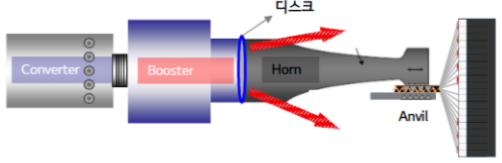 디스크
Converter
Booster
Horn
Anvil